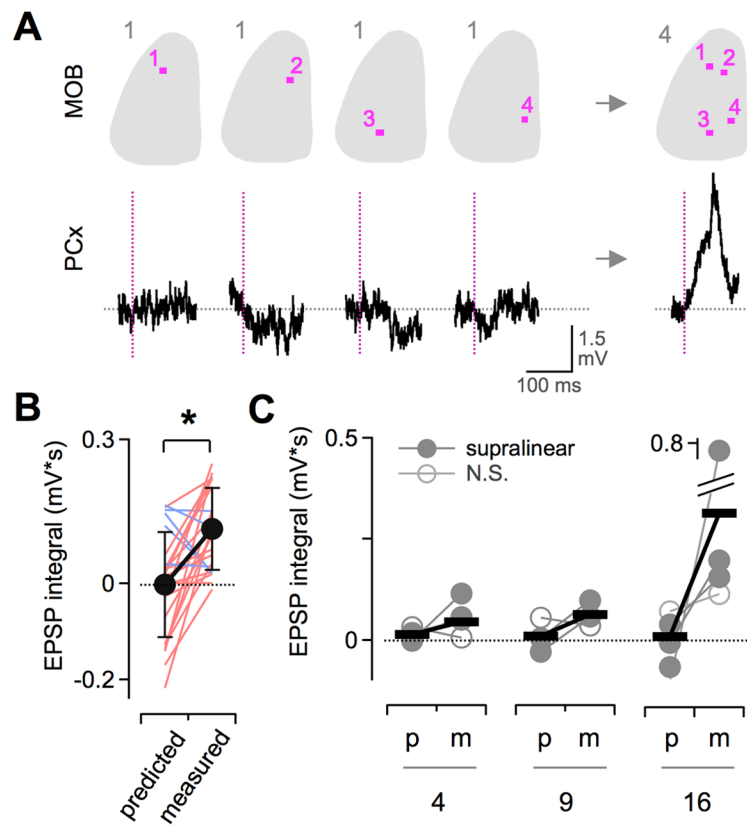 A
MOB
1 1 1 1 4
1 2 3 4 1 2 3 4
PCx
1.5
mV
100 ms
B
*
EPSP integral (mV*s)
0.3
0
-0.2
predicted
measured
C
EPSP integral (mV*s)
0.5
0
supralinear
N.S.
0.8
p m p m p m
4 9 16